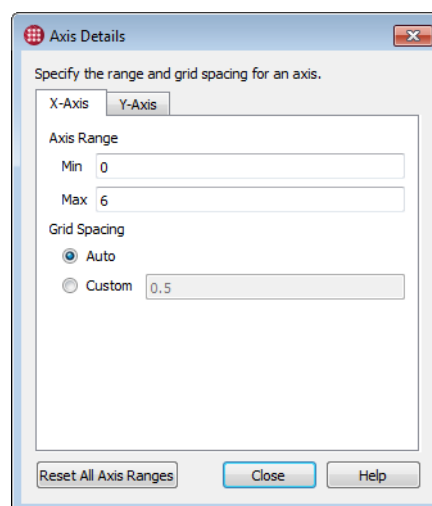 Axis Details
Specify the range and grid spacing for an axis.
X-Axis Y-Axis
Axis Range
Min 0
Max 6
Grid Spacing
Auto
Custom 0.5
Reset All Axis Ranges Close Help